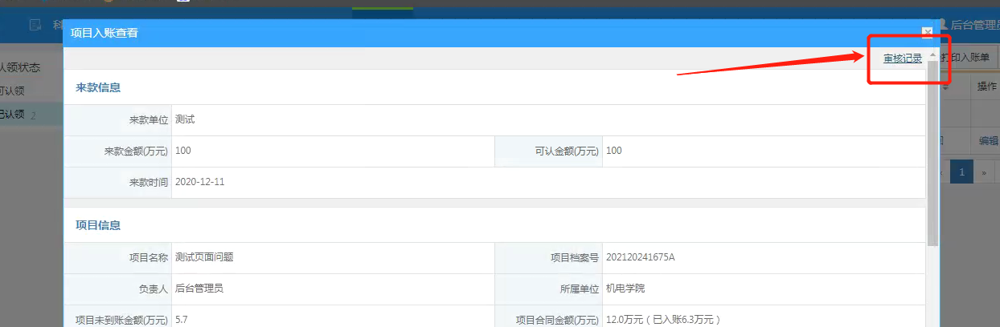 科
后台管理员
项目入账查看
审核记录
打印入账单
认领状态
可认领
已认领 2
操作
编辑
1 »
来款信息
来款单位 测试
来款金额(万元) 100 可认金额(万元) 100
来款时间 2020-12-11
项目信息
项目名称 测试页面问题 项目档案号 202120241675A
负责人 后台管理员 所属单位 机电学院
项目未到账金额(万元) 5.7 项目合同金额(万元) 12.0万元（已入账6.3万元）